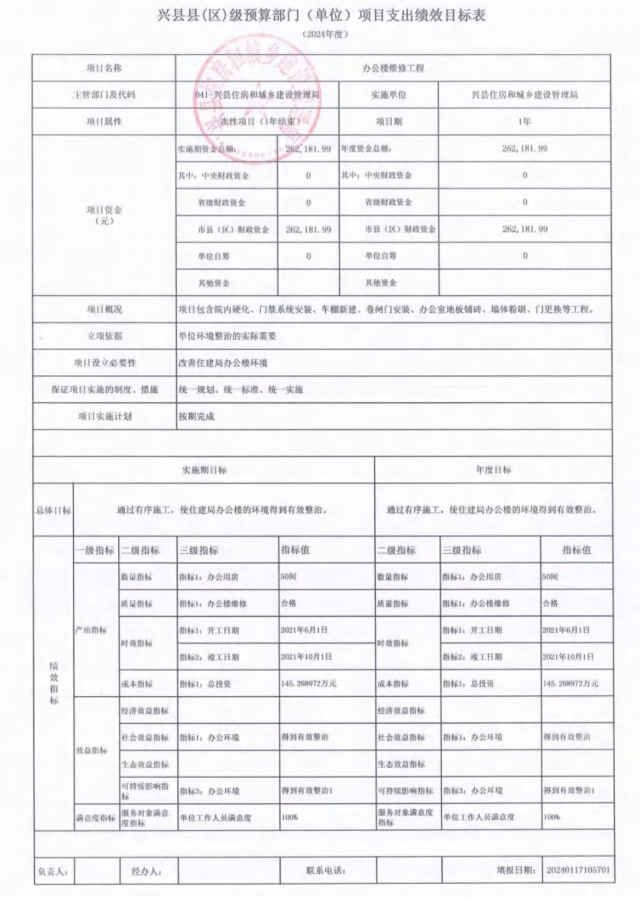 兴县县(区)级预算部门（单位）项目支出绩效目标表
（2024年度）
项目名称 办公楼维修工程
主管部门及代码 041-兴县住房和城乡建设管理局 实施单位 兴县住房和城乡建设管理局
项目属性 次性项目（1年结束） 项目期 1年
项目资金
（元）
实施期资金总额： 262,181.99 年度资金总额： 262,181.99
其中：中央财政资金 0 其中：中央财政资金 0
省级财政资金 0 省级财政资金 0
市县（区）财政资金 262,181.99 市县（区）财政资金 262,181.99
单位自筹 0 单位自筹 0
其他资金 其他资金
项目概况 项目包含院内硬化、门禁系统安装、车棚新建、卷闸门安装、办公室地板铺砖、墙体粉刷、门更换等工程。
立项依据 单位环境整治的实际需要
项目设立必要性 改善住建局办公楼环境
保证项目实施的制度、措施 统一规划、统一标准、统一实施
项目实施计划 按期完成
实施期目标 年度目标
总体目标 通过有序施工，使住建局办公楼的环境得到有效整治。 通过有序施工，使住建局办公楼的环境得到有效整治。
绩效指标
一级指标 二级指标 三级指标 指标值 二级指标 三级指标 指标值
产出指标
数量指标 指标1：办公用房 50间 数量指标 指标1：办公用房 50间
质量指标 指标1：办公楼维修 合格 质量指标 指标1：办公楼维修 合格
时效指标 指标1：开工日期 2021年6月1日 时效指标 指标1：开工日期 2021年6月1日
指标2：竣工日期 2021年10月1日 指标2：竣工日期 2021年10月1日
成本指标 指标1：总投资 145.268972万元 成本指标 指标1：总投资 145.268972万元
效益指标
经济效益指标 经济效益指标
社会效益指标 指标1：办公环境 得到有效整治 社会效益指标 指标1：办公环境 得到有效整治
生态效益指标 生态效益指标
可持续影响指标 指标3：办公环境 得到有效整治1 可持续影响指标 指标3：办公环境 得到有效整治1
满意度指标 服务对象满意度指标 单位工作人员满意度 100% 服务对象满意度指标 单位工作人员满意度 100%
负责人： 经办人： 联系电话： 填报日期： 20240117105701